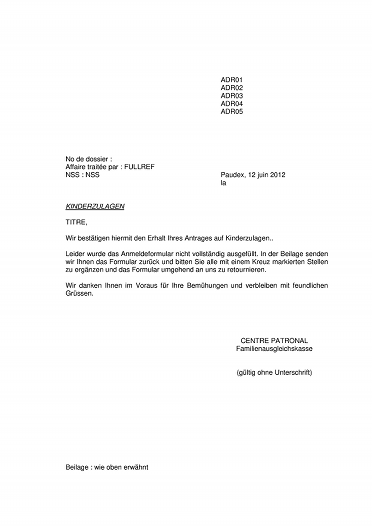 ADR01
ADR02
ADR03
ADR04
ADR05
No de dossier :
Affaire traitée par : FULLREF
NSS : NSS
Paudex, 12 juin 2012
la
KINDERZULAGEN
TITRE,
Wir bestätigen hiermit den Erhalt Ihres Antrages auf Kinderzulagen..
Leider wurde das Anmeldeformular nicht vollständig ausgefüllt. In der Beilage senden
wir Ihnen das Formular zurück und bitten Sie alle mit einem Kreuz markierten Stellen
zu ergänzen und das Formular umgehend an uns zu retournieren.
Wir danken Ihnen im Voraus für Ihre Bemühungen und verbleiben mit feundlichen
Grüssen.
CENTRE PATRONAL
Familienausgleichskasse
(gültig ohne Unterschrift)
Beilage : wie oben erwähnt